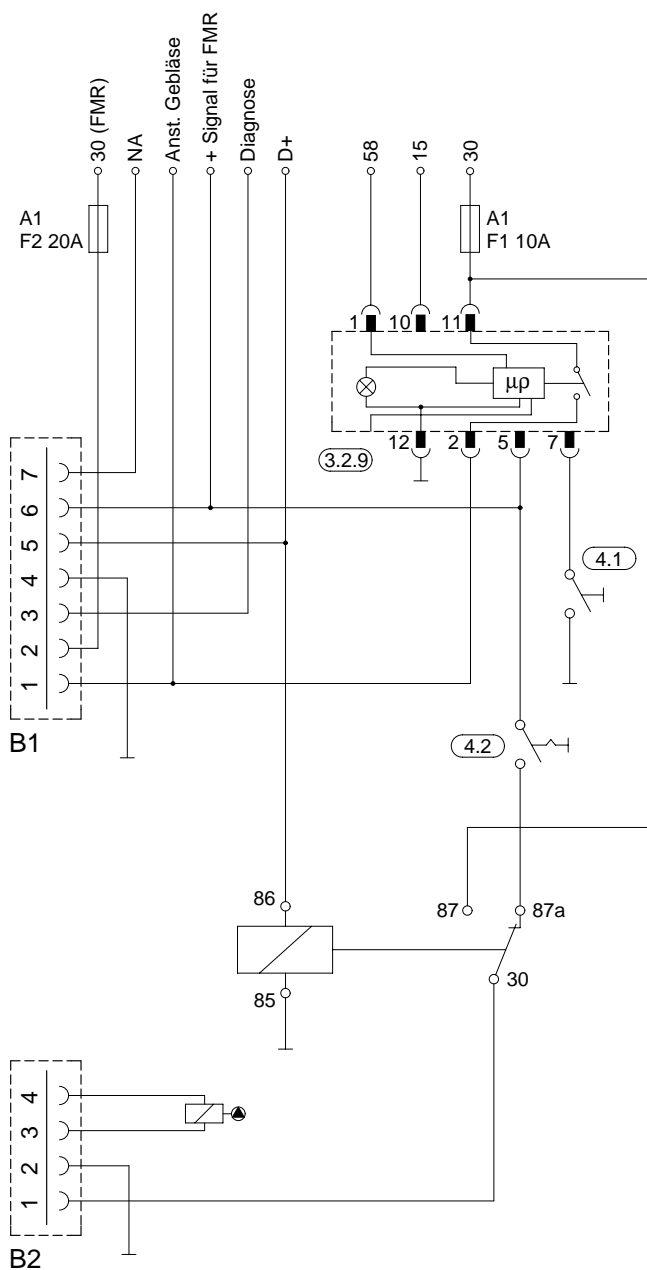 30 (FMR)
NA
Anst. Gebläse
+ Signal für FMR
Diagnose
D+
58
15
30
A1
F2 20A
A1
F1 10A
1
10
11
µρ
12
2
5
7
3.2.9
4.1
7
6
5
4
3
2
1
B1
4.2
86
87
87a
85
30
4
3
2
1
B2